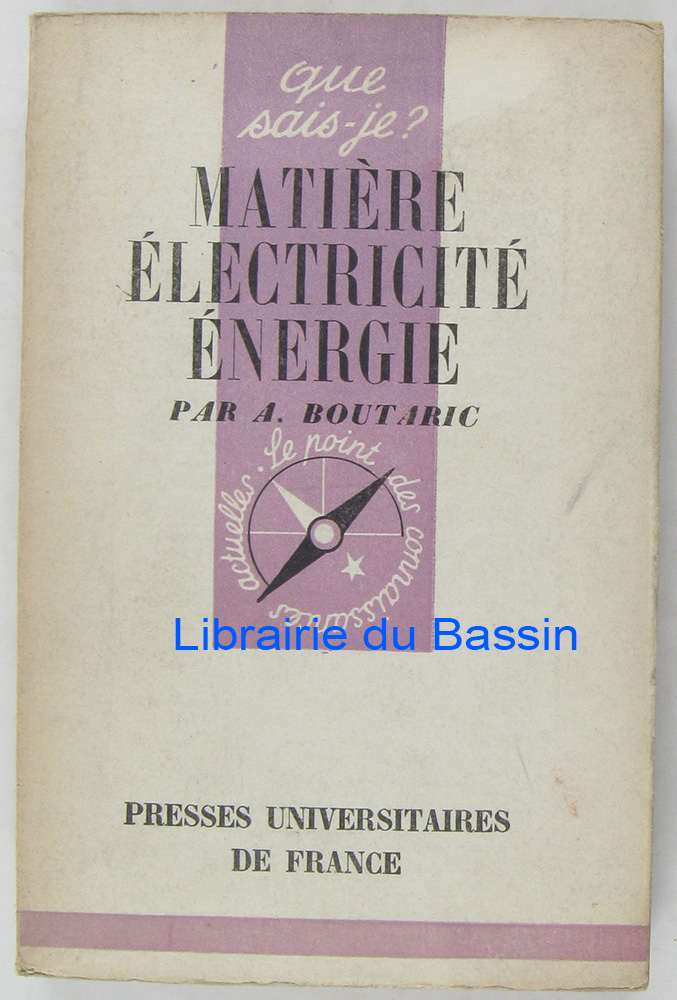 que
sais-je?
MATIÈRE
ÉLECTRICITÉ
ÉNERGIE
PAR A. BOUTARIC
Le point des connaissances actuelles.
Librairie du Bassin
PRESSES UNIVERSITAIRES
DE FRANCE